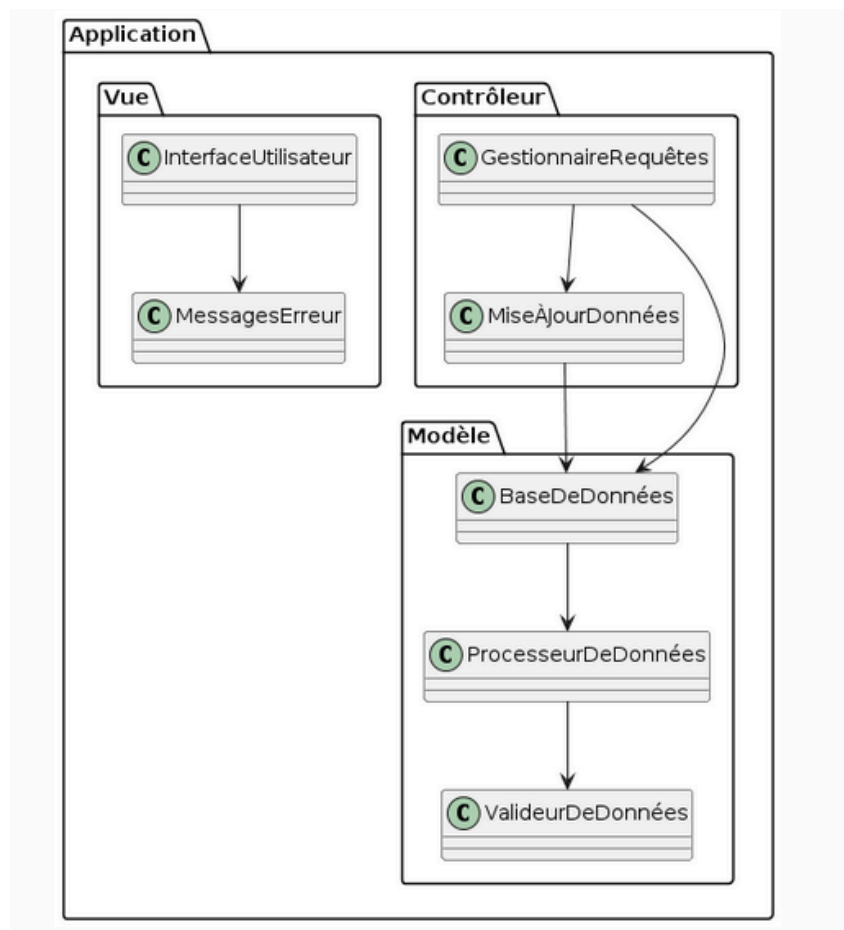 Application
Vue
Contrôleur
C InterfaceUtilisateur
C GestionnaireRequêtes
C MessagesErreur
C MiseÀJourDonnées
Modèle
C BaseDeDonnées
C ProcesseurDeDonnées
C ValideurDeDonnées